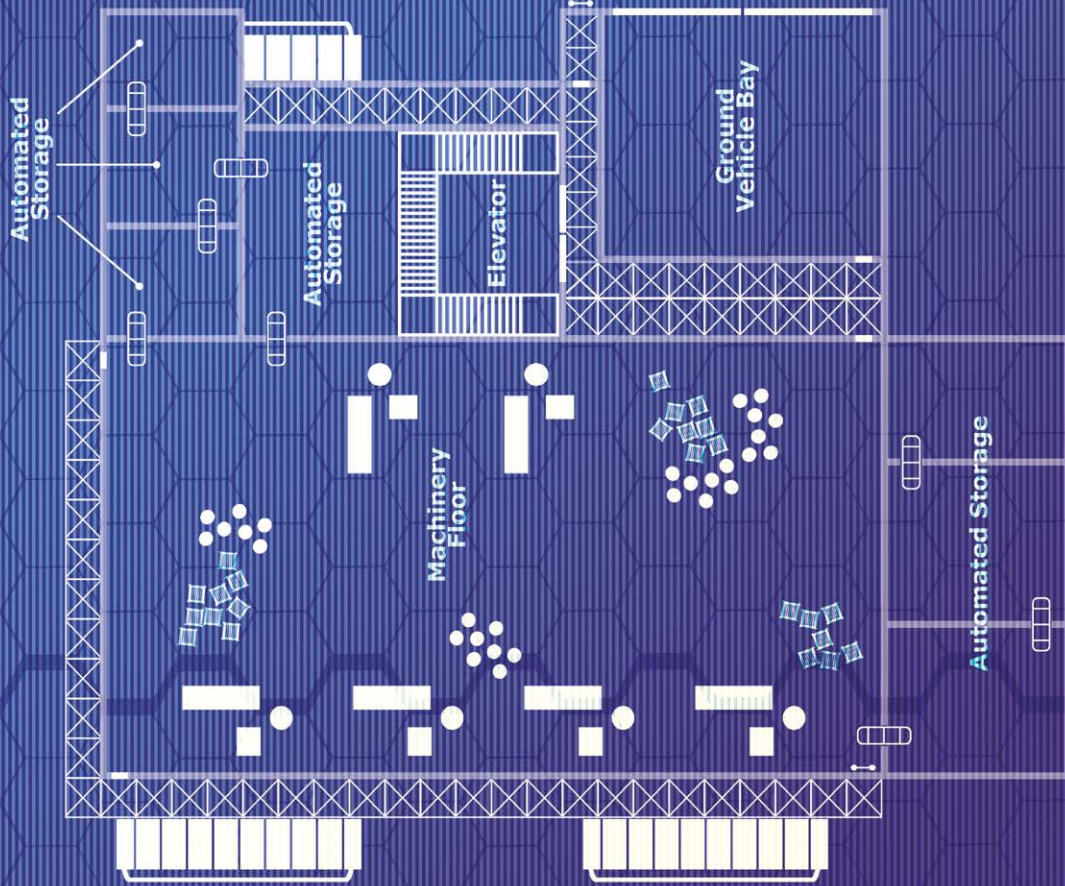 Automated
Storage
Automated
Storage
Elevator
Ground
Vehicle Bay
Machinery
Floor
Automated Storage